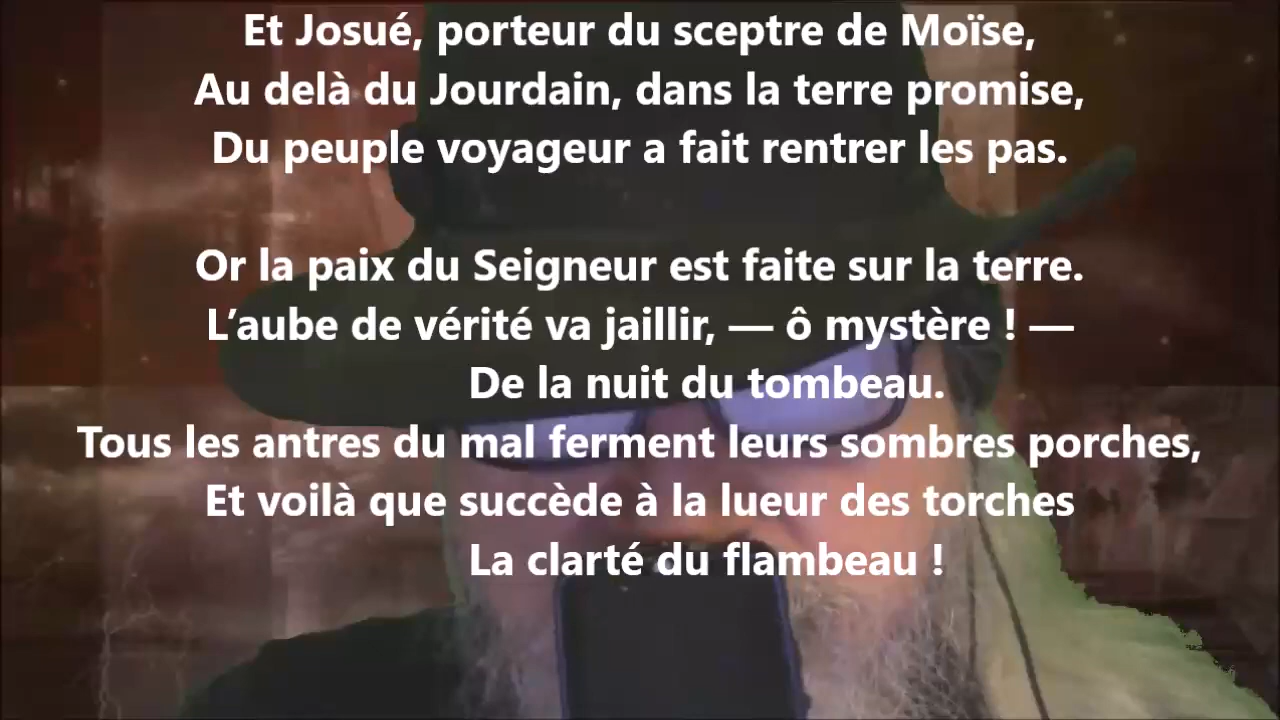 Et Josué, porteur du sceptre de Moïse,
Au delà du Jourdain, dans la terre promise,
Du peuple voyageur a fait rentrer les pas.
Or la paix du Seigneur est faite sur la terre.
L’aube de vérité va jaillir, — ô mystère ! —
De la nuit du tombeau.
Tous les antres du mal ferment leurs sombres porches,
Et voilà que succède à la lueur des torches
La clarté du flambeau !